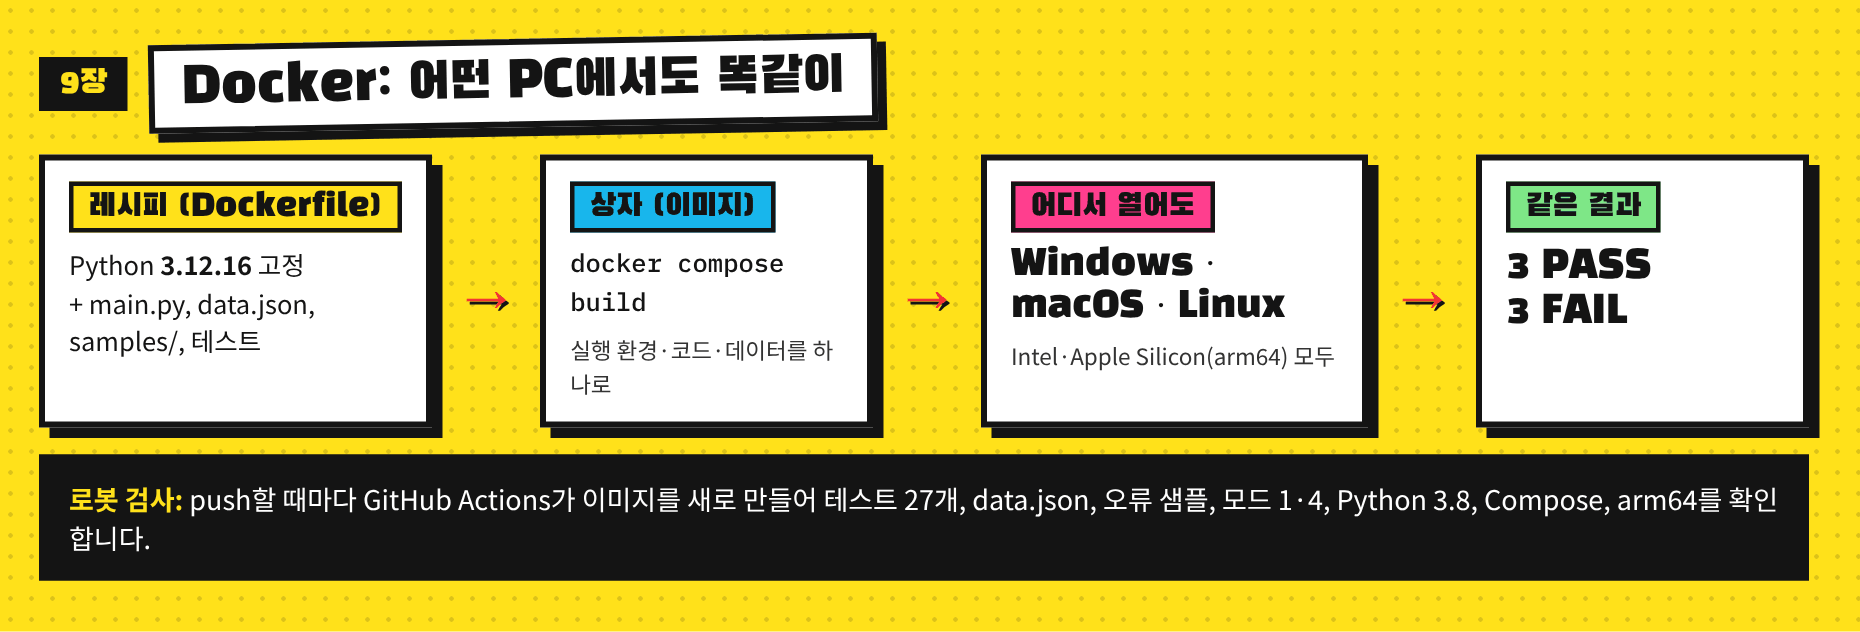 9장
Docker: 어떤 PC에서도 똑같이
레시피 (Dockerfile)
Python 3.12.16 고정
+ main.py, data.json,
samples/, 테스트
→
상자 (이미지)
docker compose
build
실행 환경·코드·데이터를 하
나로
→
어디서 열어도
Windows ·
macOS · Linux
Intel·Apple Silicon(arm64) 모두
→
같은 결과
3 PASS
3 FAIL
로봇 검사: push할 때마다 GitHub Actions가 이미지를 새로 만들어 테스트 27개, data.json, 오류 샘플, 모드 1·4, Python 3.8, Compose, arm64를 확인
합니다.